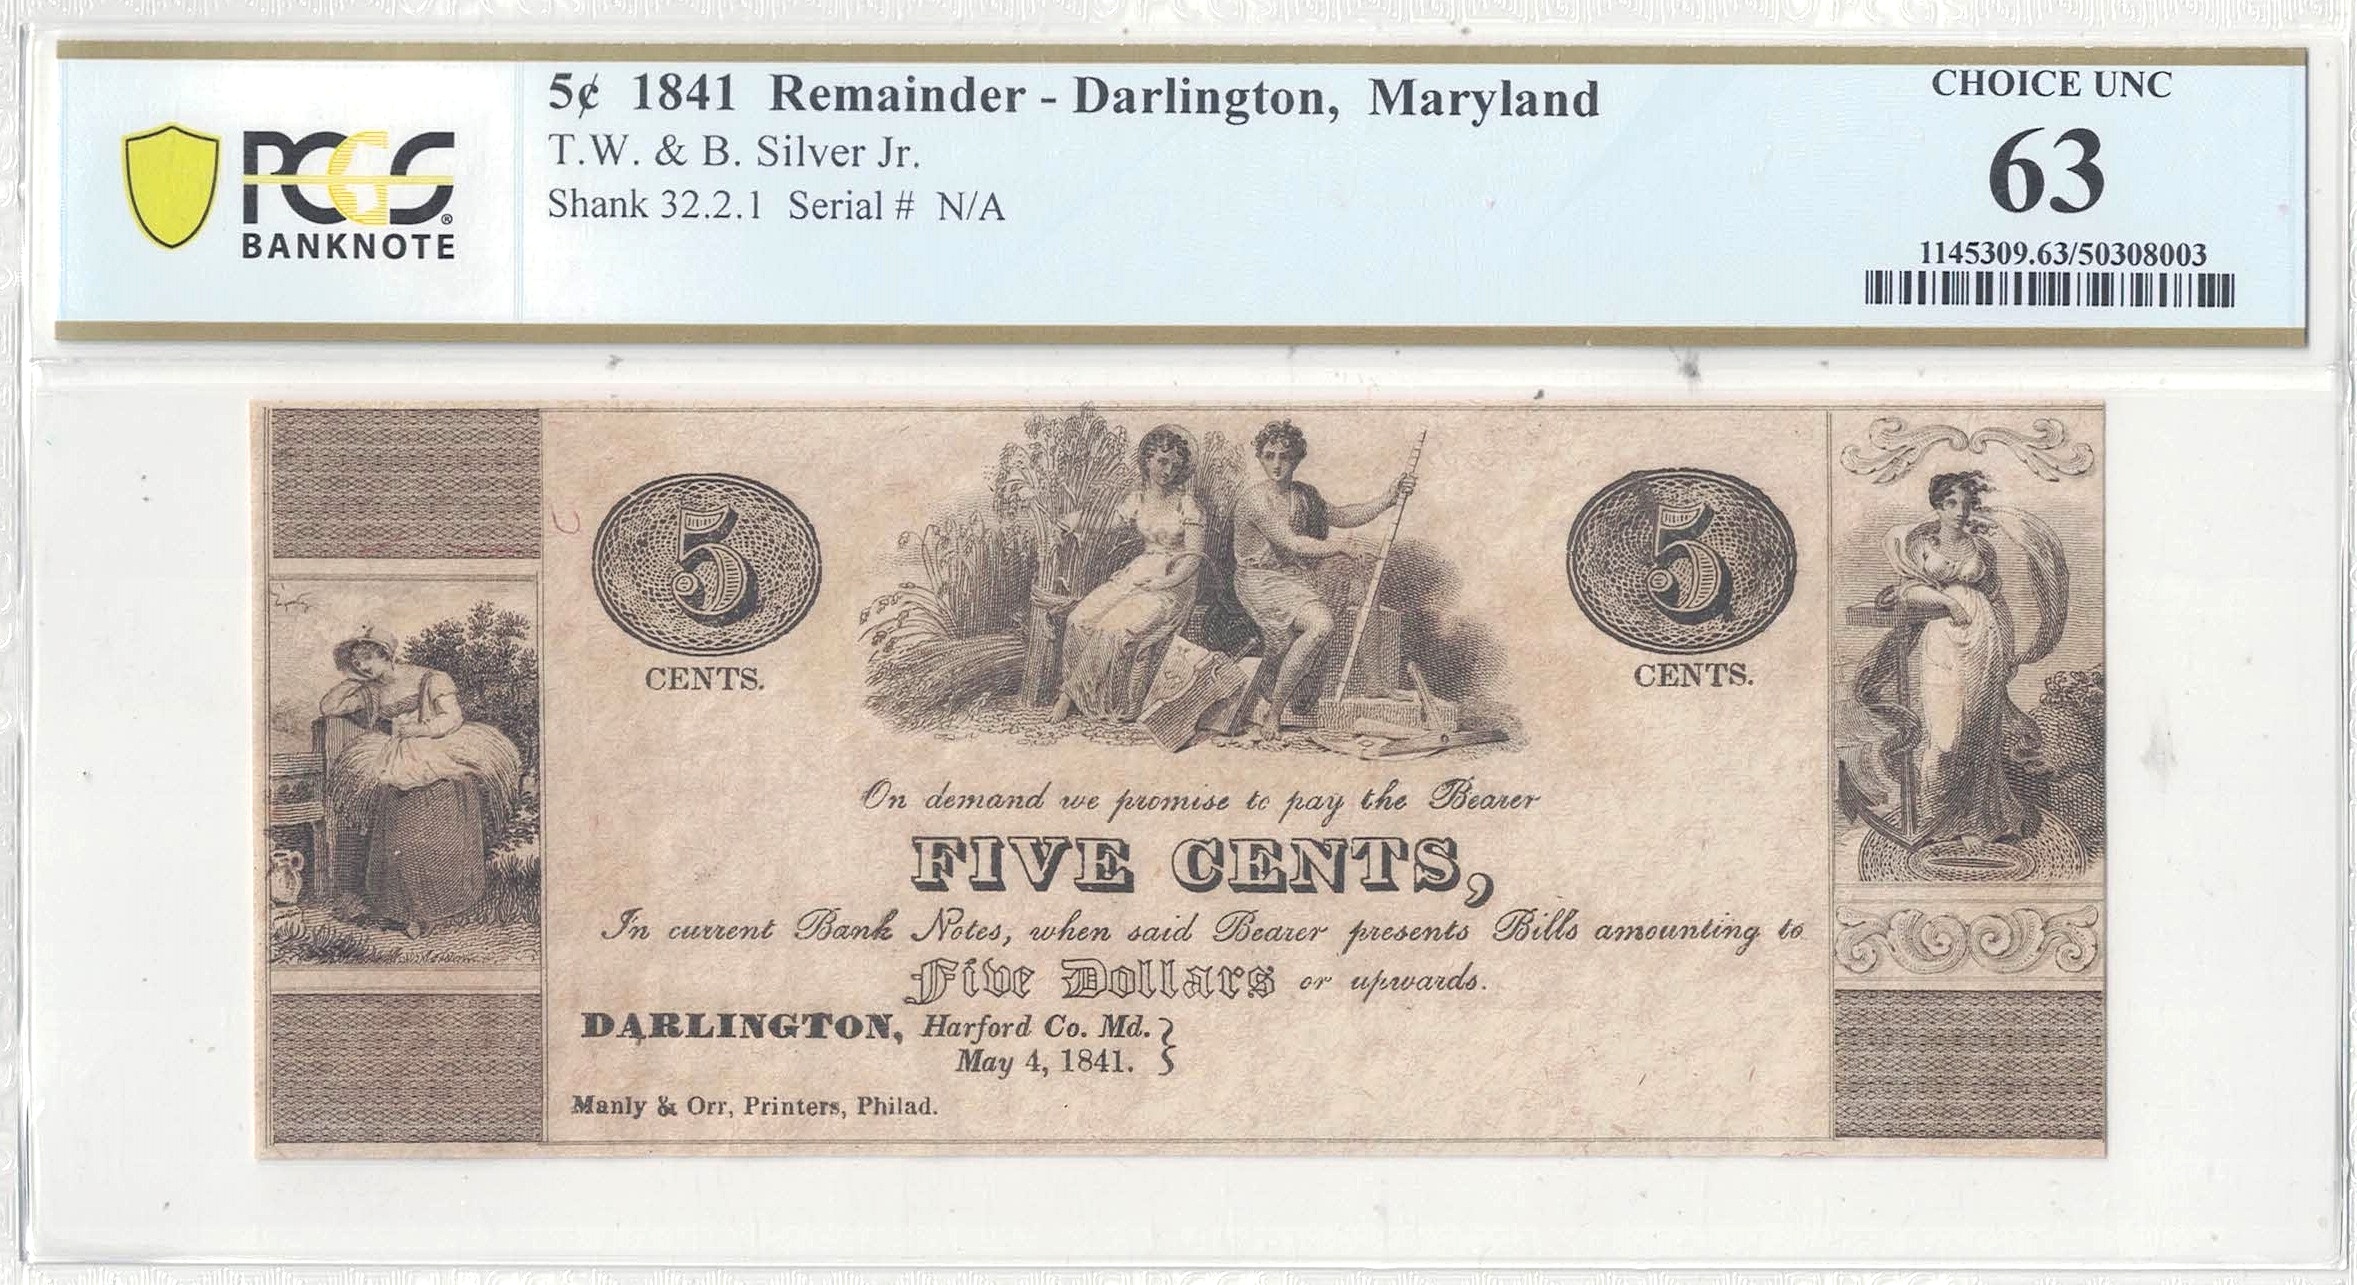 5¢ 1841 Remainder - Darlington, Maryland
T.W. & B. Silver Jr.
Shank 32.2.1 Serial # N/A
PCGS
BANKNOTE
CHOICE UNC
63
1145309.63/50308003
5
CENTS.
5
CENTS.
On demand we promise to pay the Bearer
FIVE CENTS,
In current Bank Notes, when said Bearer presents Bills amounting to
Five Dollars or upwards.
DARLINGTON, Harford Co. Md. }
May 4, 1841.
Manly & Orr, Printers, Philad.